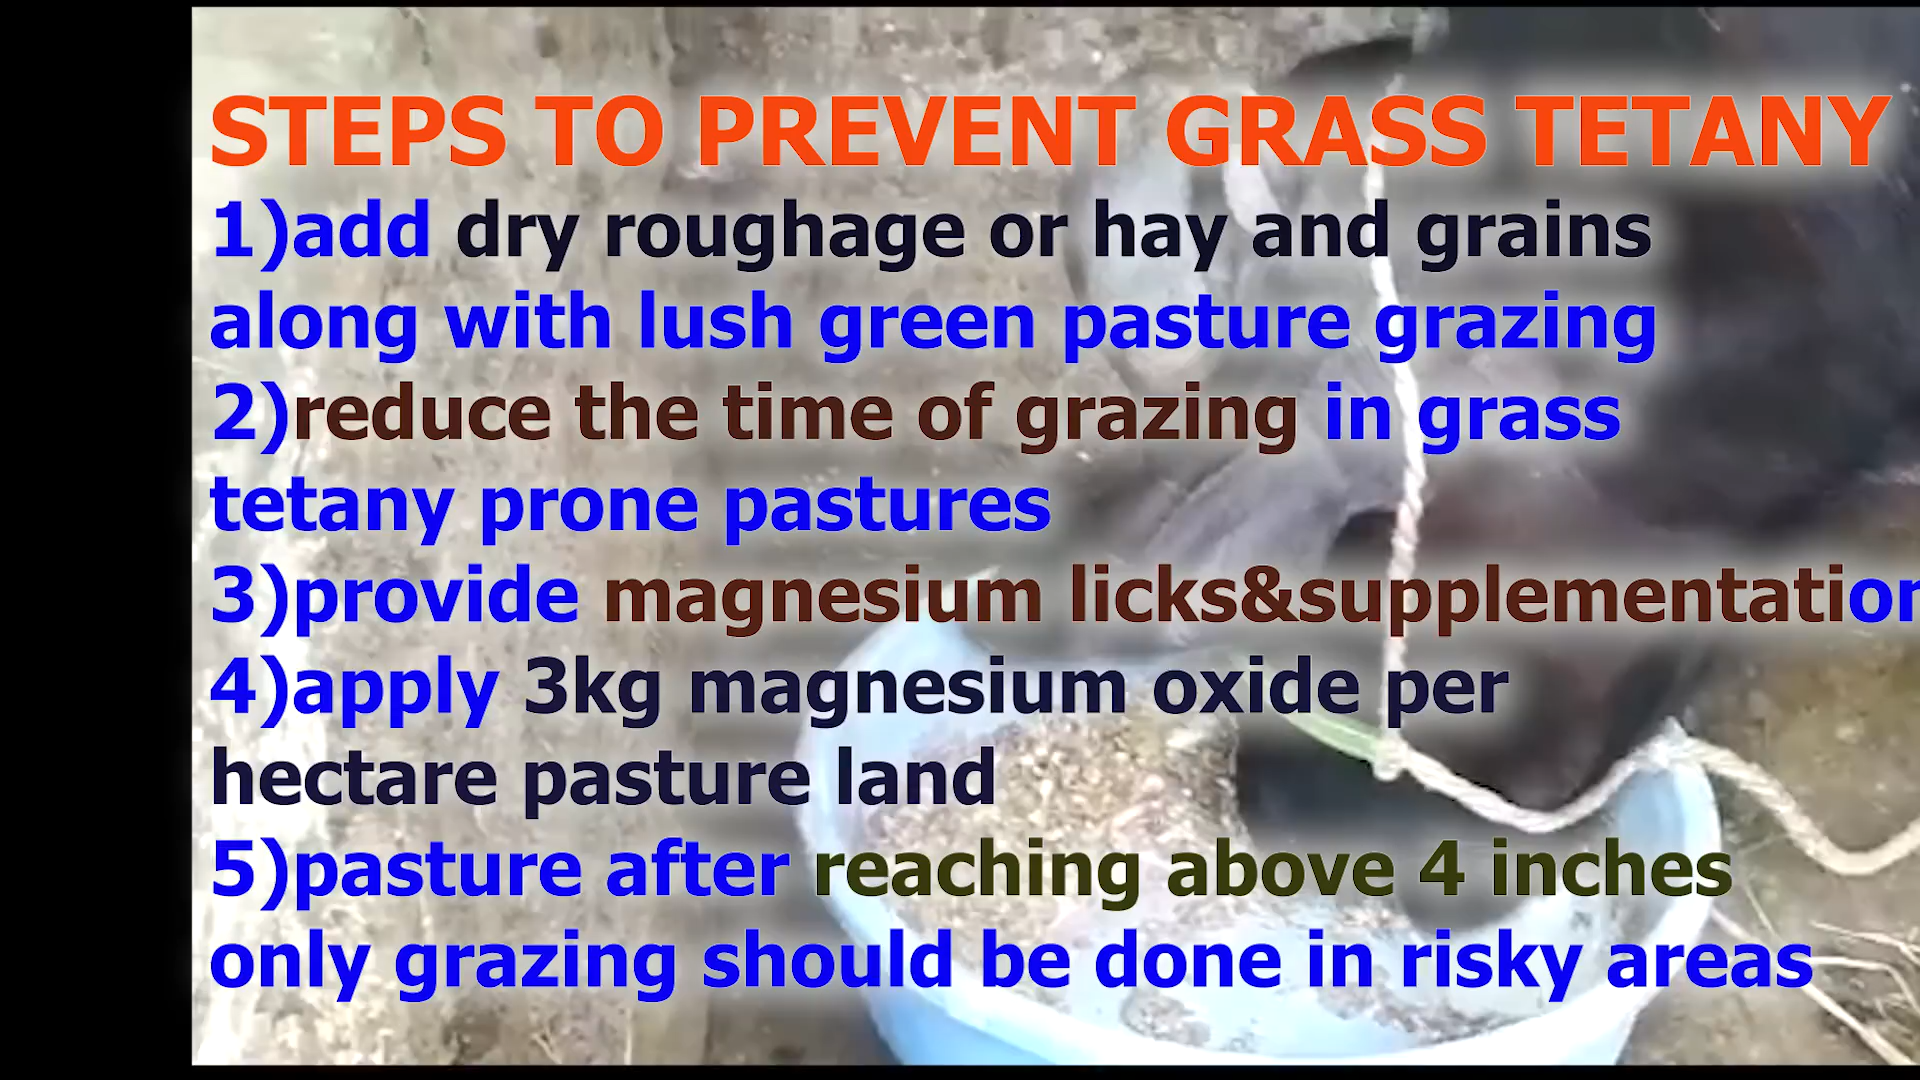 STEPS TO PREVENT GRASS TETANY
1)add dry roughage or hay and grains
along with lush green pasture grazing
2)reduce the time of grazing in grass
tetany prone pastures
3)provide magnesium licks&supplementation
4)apply 3kg magnesium oxide per
hectare pasture land
5)pasture after reaching above 4 inches
only grazing should be done in risky areas